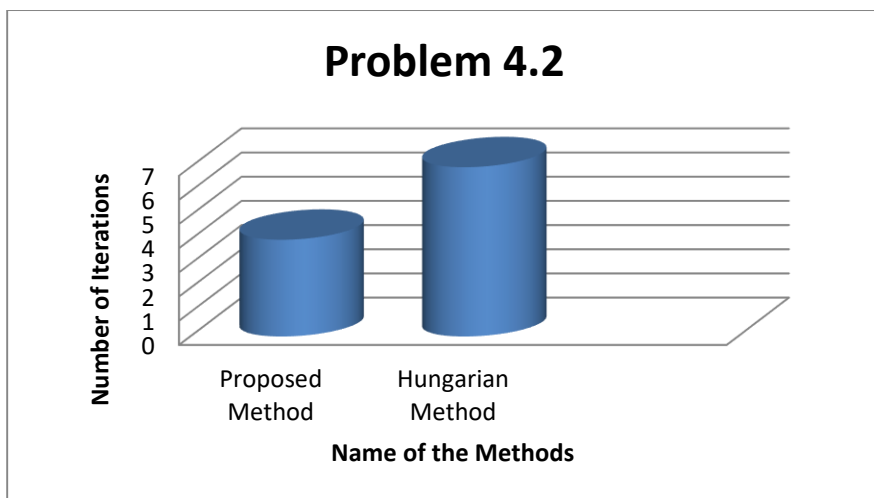 Problem 4.2
Number of Iterations
7
6
5
4
3
2
1
0
Proposed
Method
Hungarian
Method
Name of the Methods